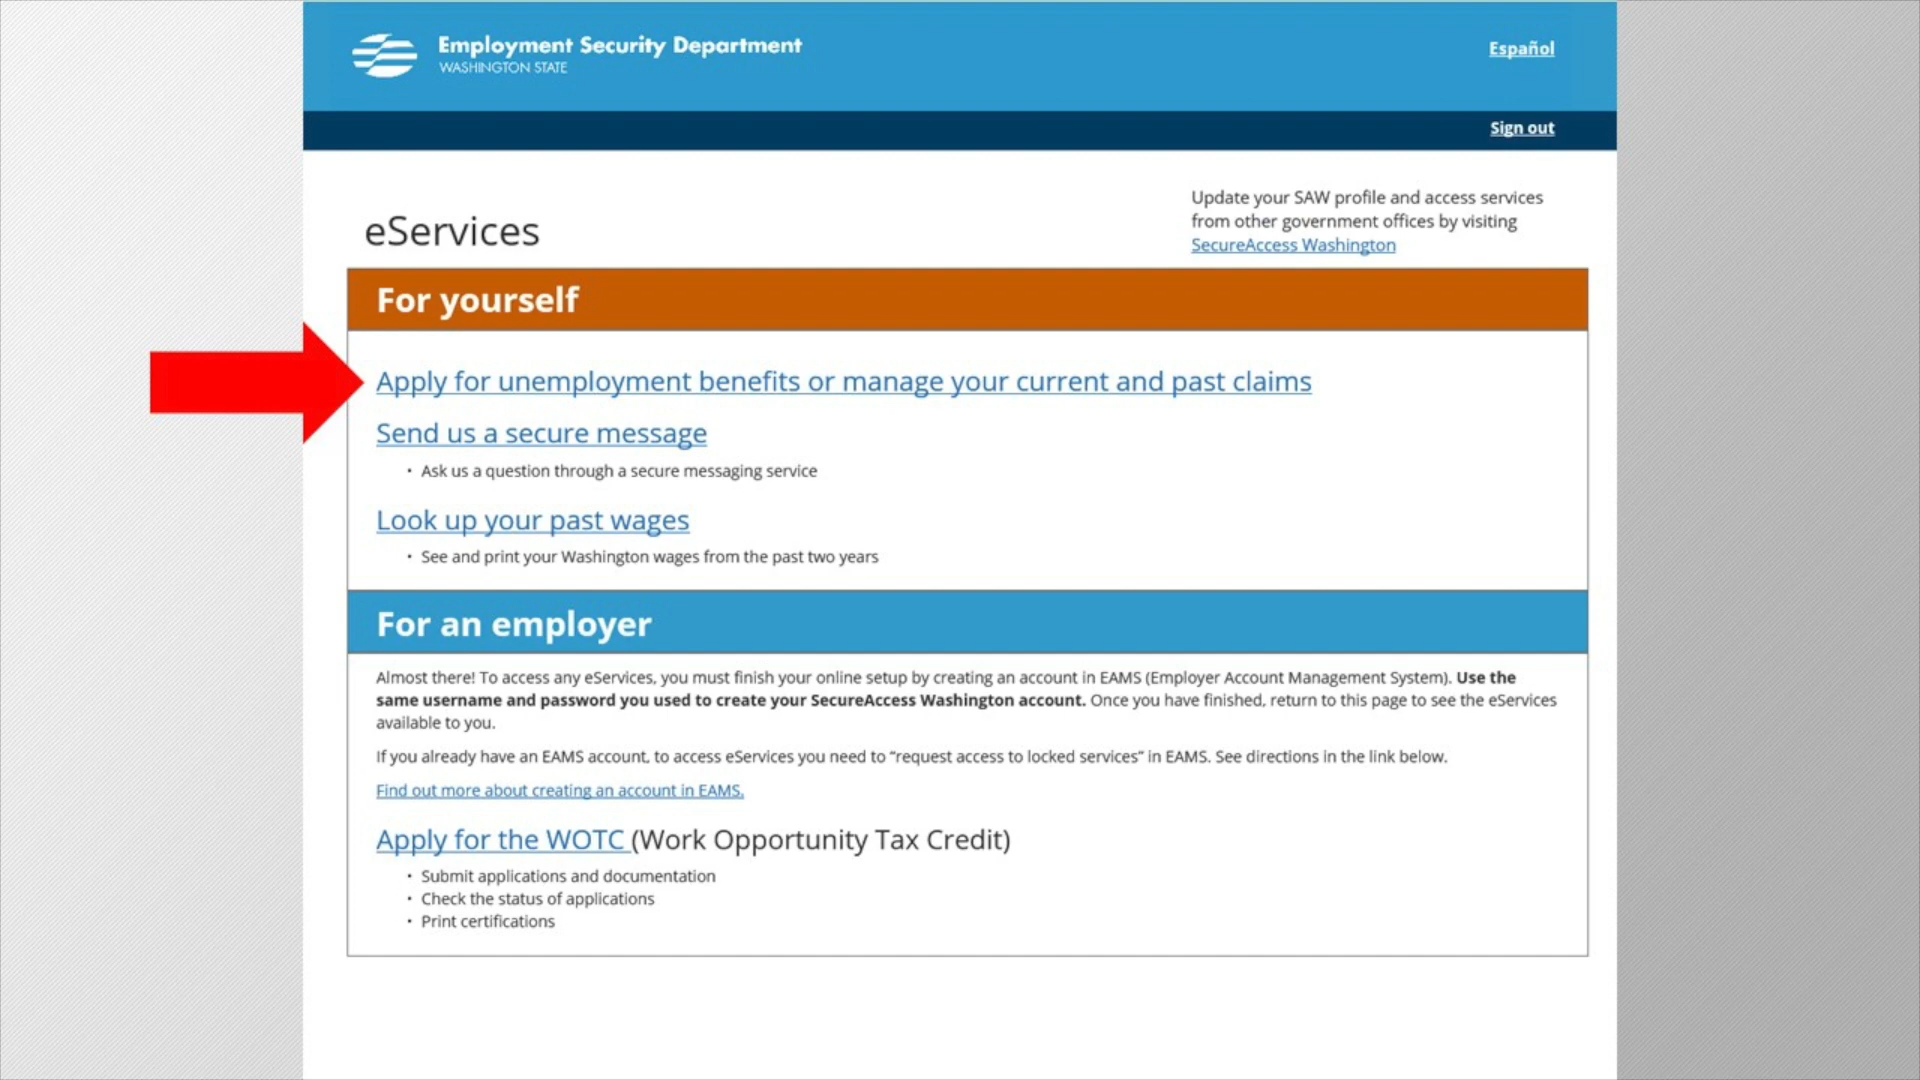 Employment Security Department
WASHINGTON STATE
Español
Sign out
Update your SAW profile and access services
from other government offices by visiting
SecureAccess Washington
eServices
For yourself
Apply for unemployment benefits or manage your current and past claims
Send us a secure message
• Ask us a question through a secure messaging service
Look up your past wages
• See and print your Washington wages from the past two years
For an employer
Almost there! To access any eServices, you must finish your online setup by creating an account in EAMS (Employer Account Management System). Use the
same username and password you used to create your SecureAccess Washington account. Once you have finished, return to this page to see the eServices
available to you.
If you already have an EAMS account, to access eServices you need to “request access to locked services” in EAMS. See directions in the link below.
Find out more about creating an account in EAMS.
Apply for the WOTC (Work Opportunity Tax Credit)
• Submit applications and documentation
• Check the status of applications
• Print certifications